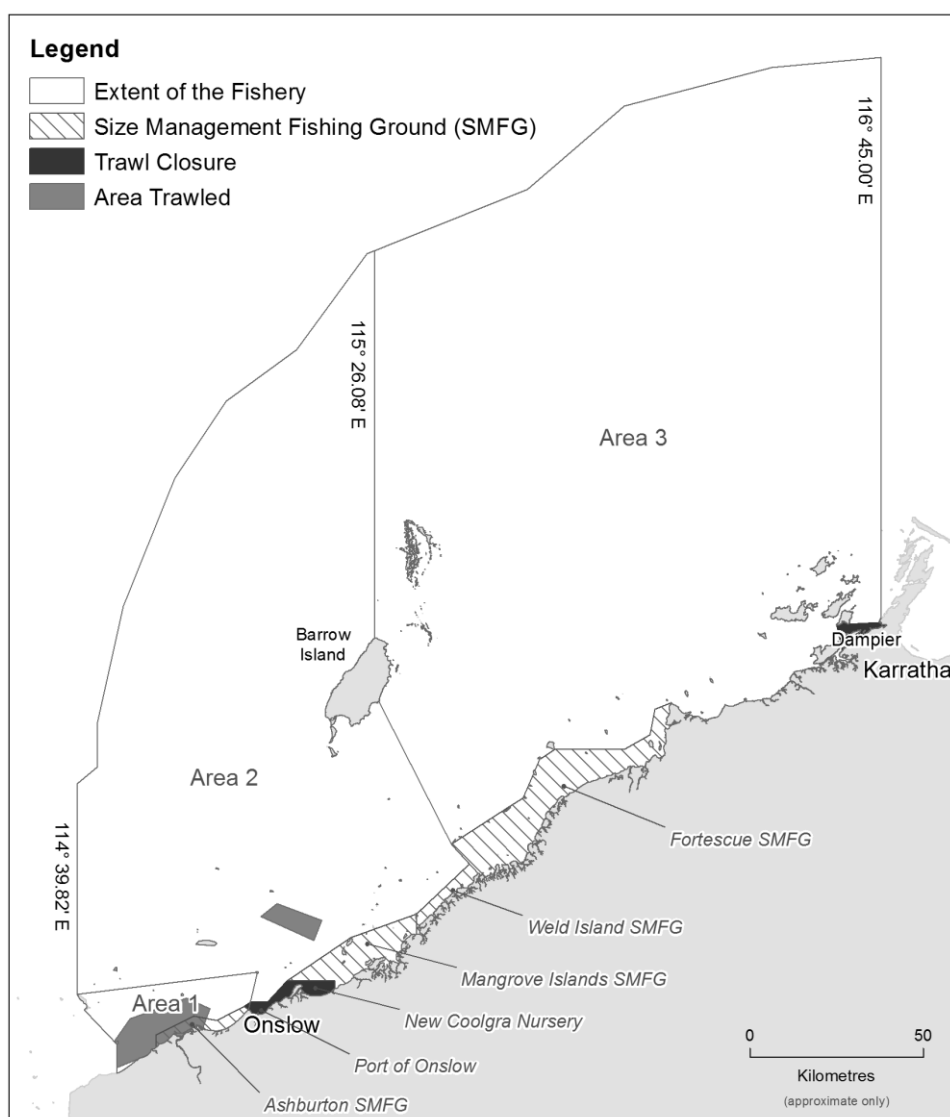 Legend
Extent of the Fishery
Size Management Fishing Ground (SMFG)
Trawl Closure
Area Trawled
116° 45.00' E
115° 26.08' E
Area 3
Barrow
Island
Dampier
Karratha
Area 2
114° 39.82' E
Fortescue SMFG
Weld Island SMFG
Mangrove Islands SMFG
Area 1
New Coolgra Nursery
Onslow
Port of Onslow
Ashburton SMFG
0 50
Kilometres
(approximate only)